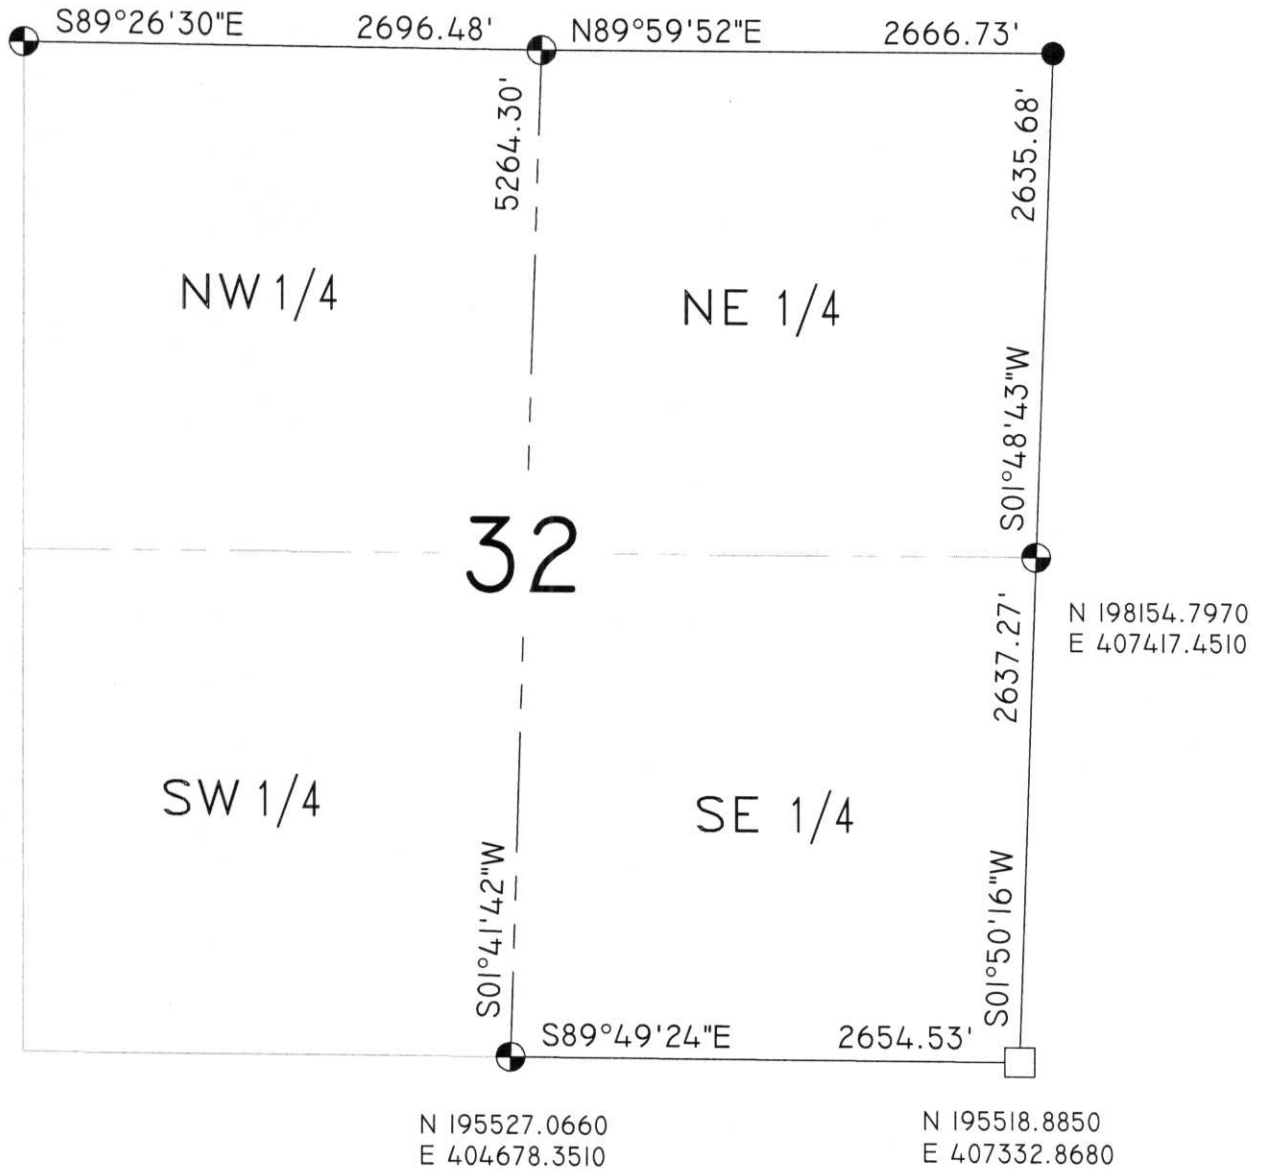 S89°26'30"E
2696.48'
N89°59'52"E
2666.73'
5264.30'
2635.68'
NW 1/4
NE 1/4
S01°48'43"W
32
N 198154.7970
E 407417.4510
2637.27'
SW 1/4
SE 1/4
S01°41'42"W
S01°50'16"W
S89°49'24"E
2654.53'
N 195527.0660
E 404678.3510
N 195518.8850
E 407332.8680